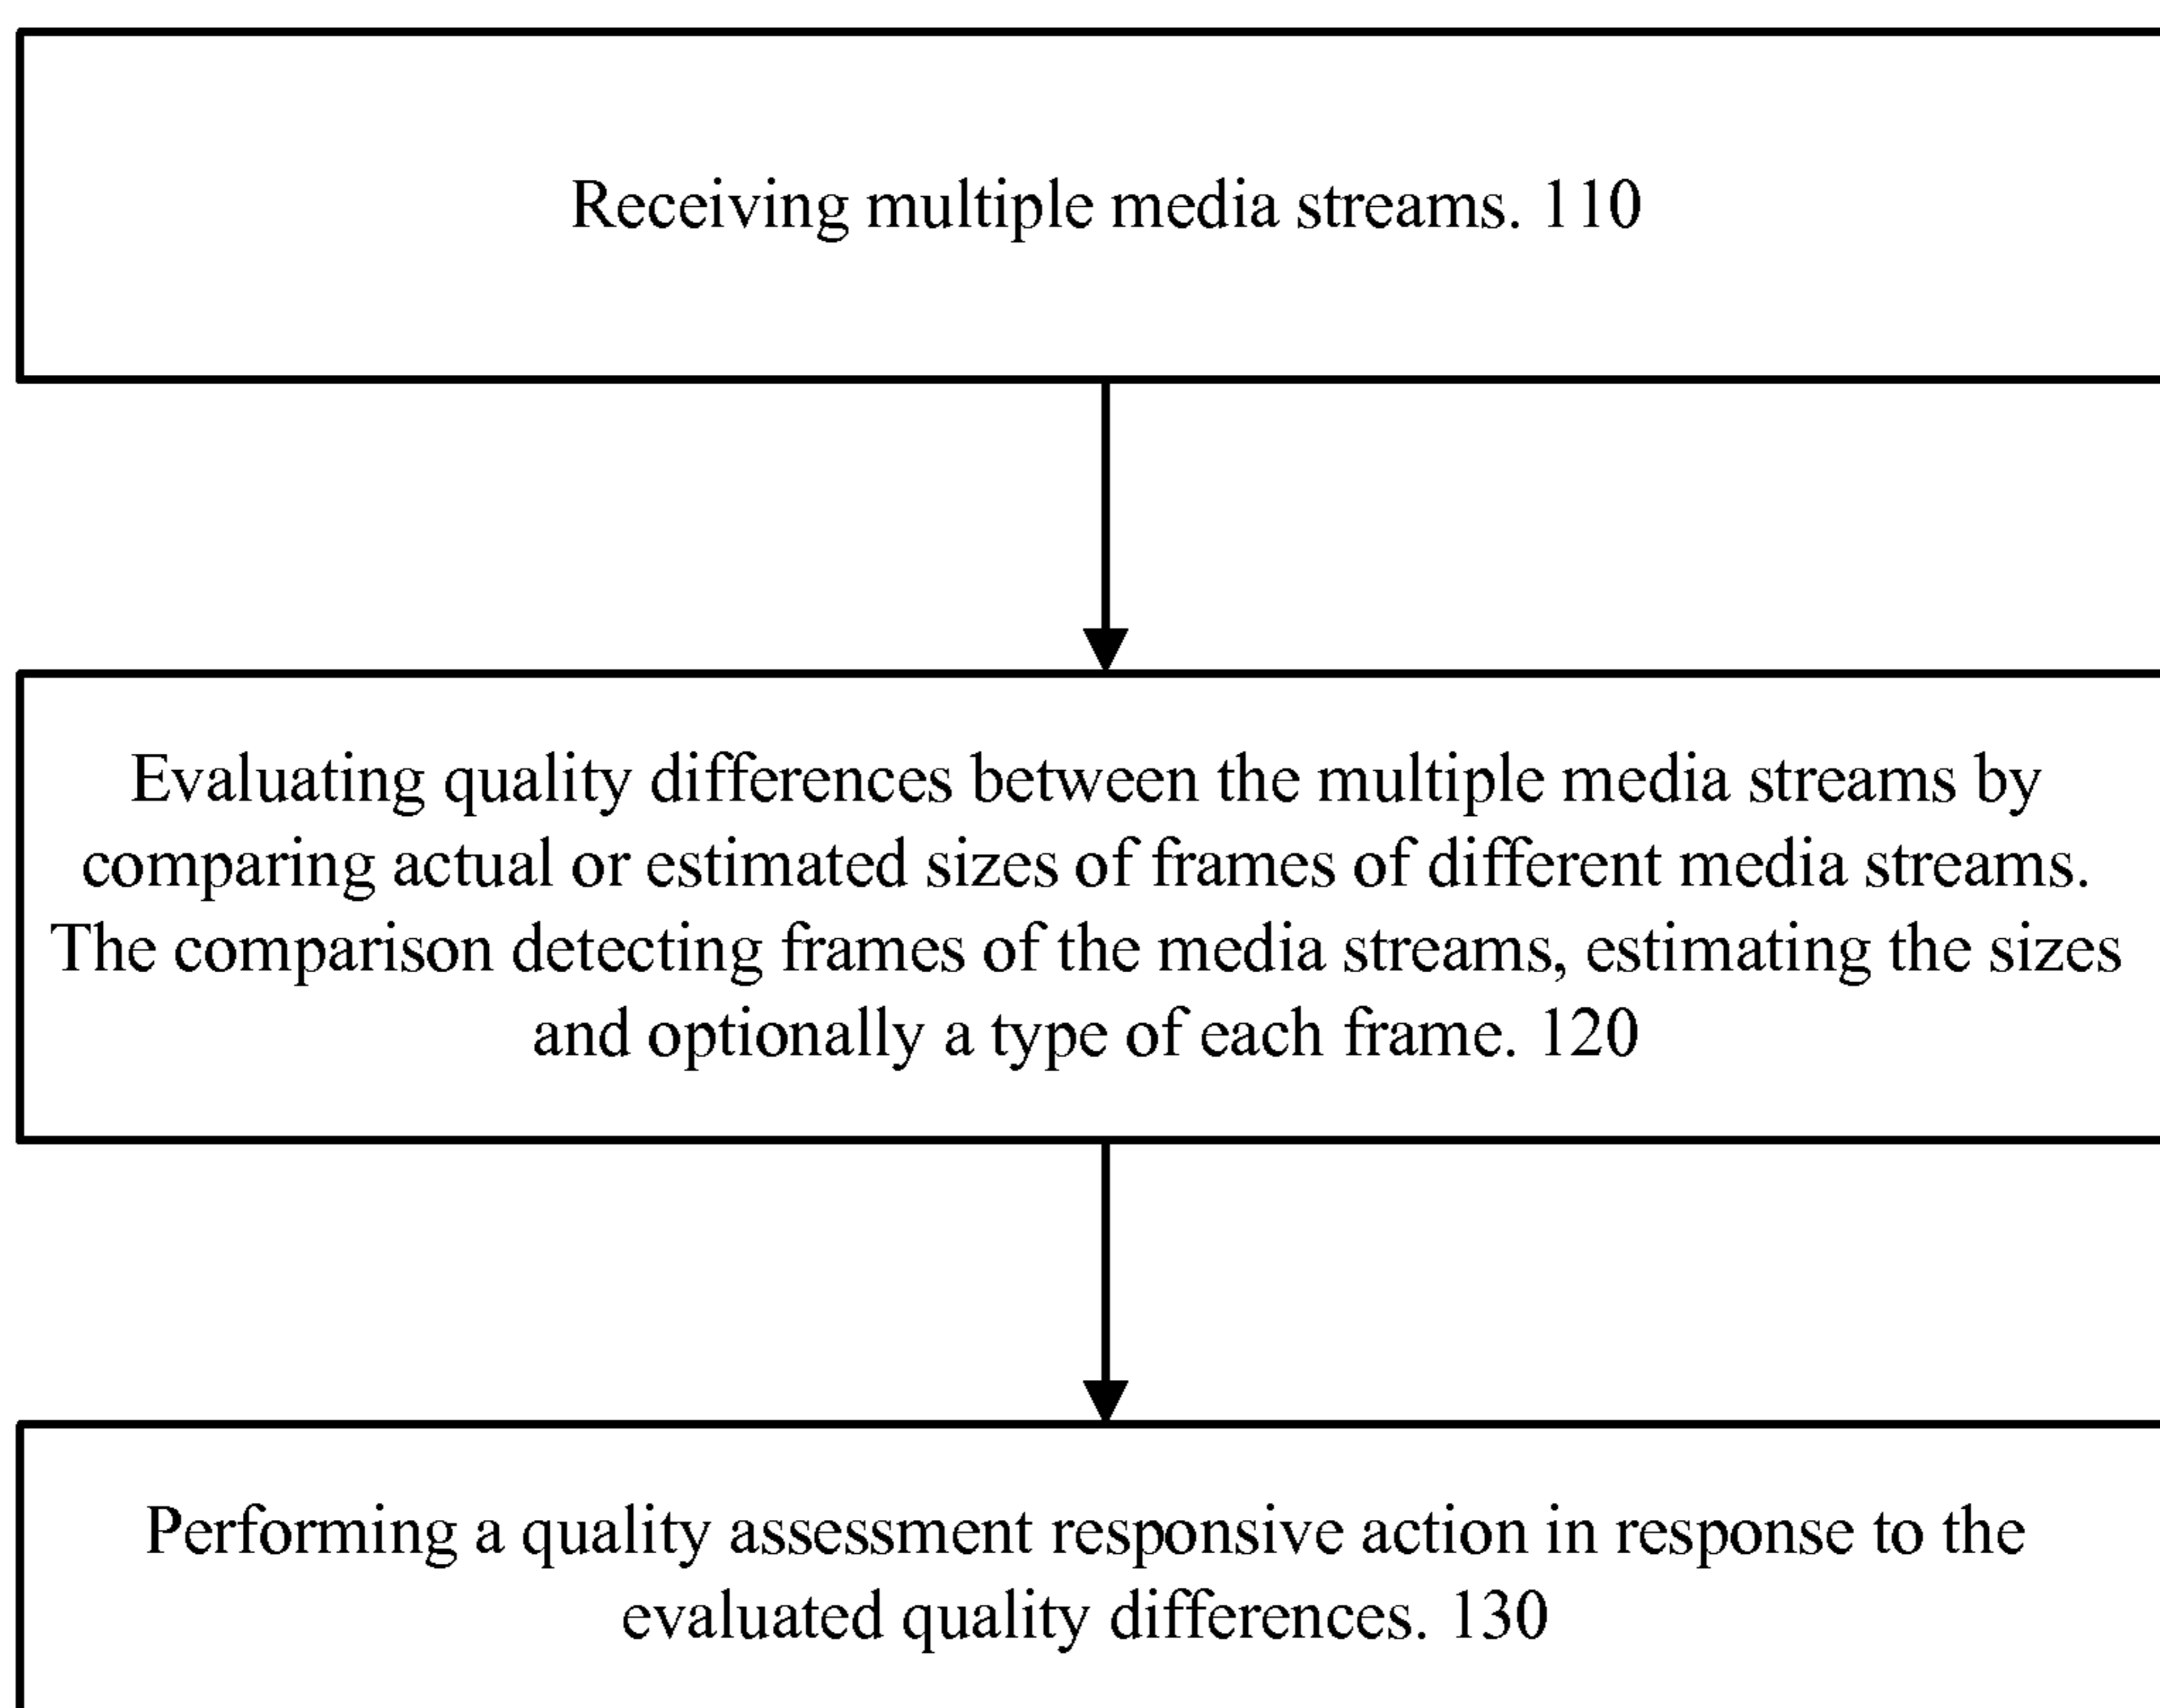 Receiving multiple media streams. 110
Evaluating quality differences between the multiple media streams by
comparing actual or estimated sizes of frames of different media streams.
The comparison detecting frames of the media streams, estimating the sizes
and optionally a type of each frame. 120
Performing a quality assessment responsive action in response to the
evaluated quality differences. 130